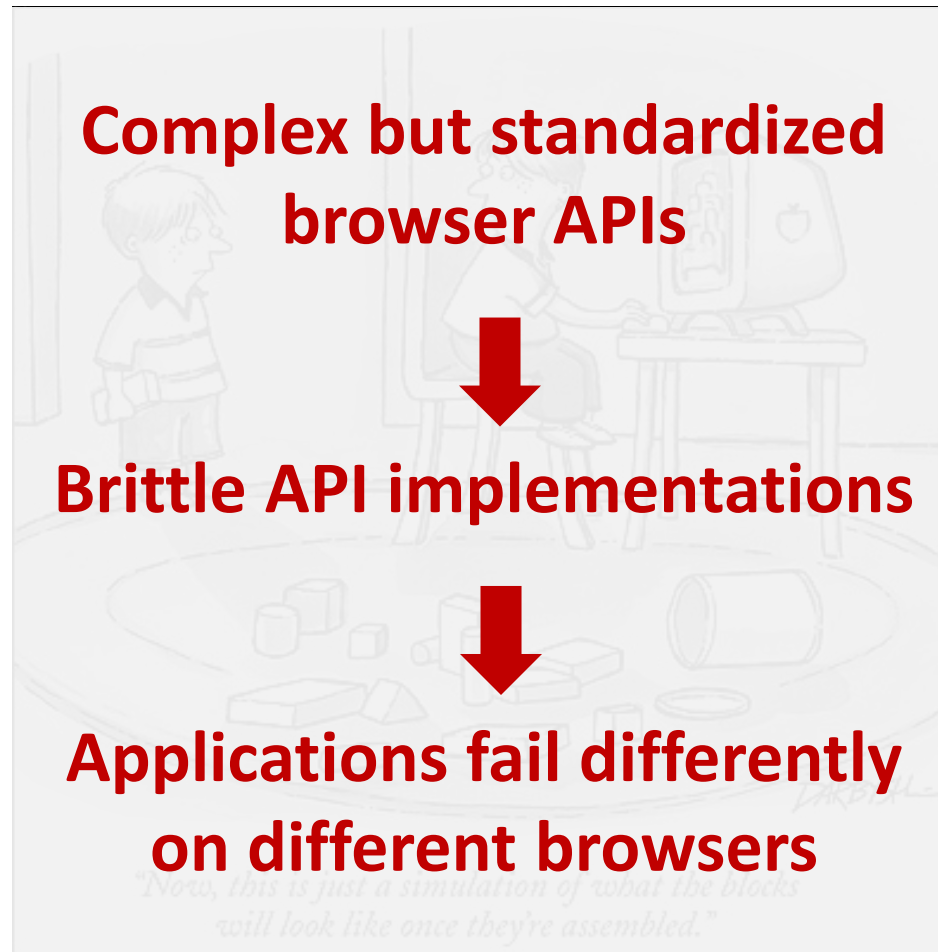 Complex but standardized
browser APIs
Brittle API implementations
Applications fail differently
on different browsers
"Now, this is just a simulation of what the blocks
will look like once they're assembled."